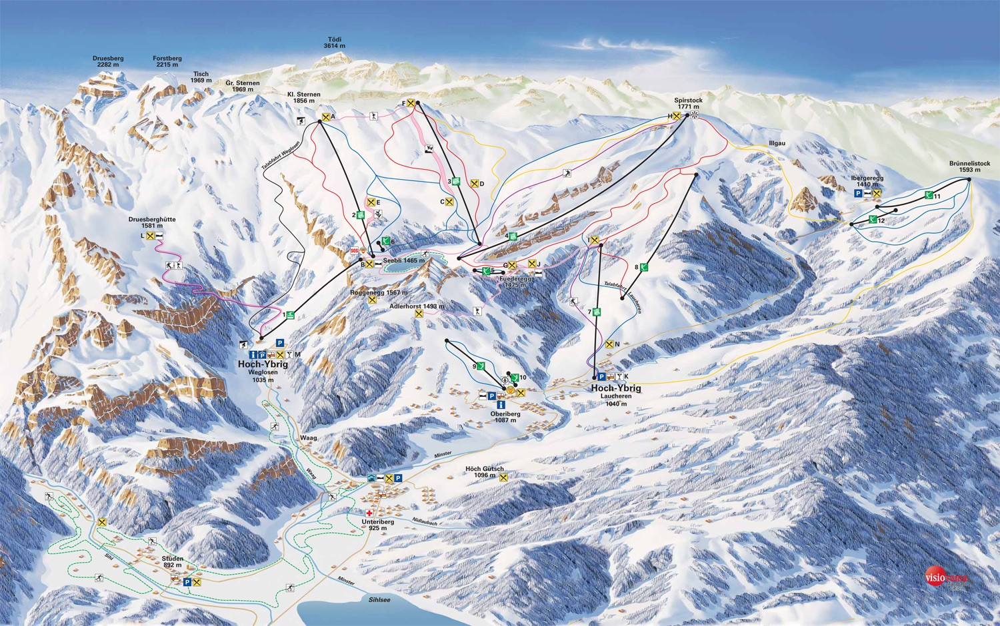 Tödi
3614 m
Druesberg
2282 m
Forstberg
2215 m
Tisch
1969 m
Gr. Sternen
1969 m
Kl. Sternen
1856 m
A
F
Spirstock
1771 m
H
Illgau
Brünnelistock
1593 m
Ibergeregg
1410 m
P
11
12
Talabfahrt Weglosen
3
D
C
E
2
Druesberghütte
1581 m
L
SOS
6
4
I
B
Seebli 1465 m
G
J
5
Fuederegg
1475 m
8
Talabfahrt Laucheren
Roggenegg 1567 m
Adlerhorst 1493 m
1
7
P
N
i P M
Hoch-Ybrig
Weglosen
1035 m
9
10
P K
Hoch-Ybrig
Laucheren
1040 m
P
i
Oberiberg
1087 m
Waag
Waag
Minster
Höch Gütsch
1096 m
P
Unteriberg
925 m
Nidlaubach
Sihl
Studen
892 m
P
Minster
Sihlsee
visiorama